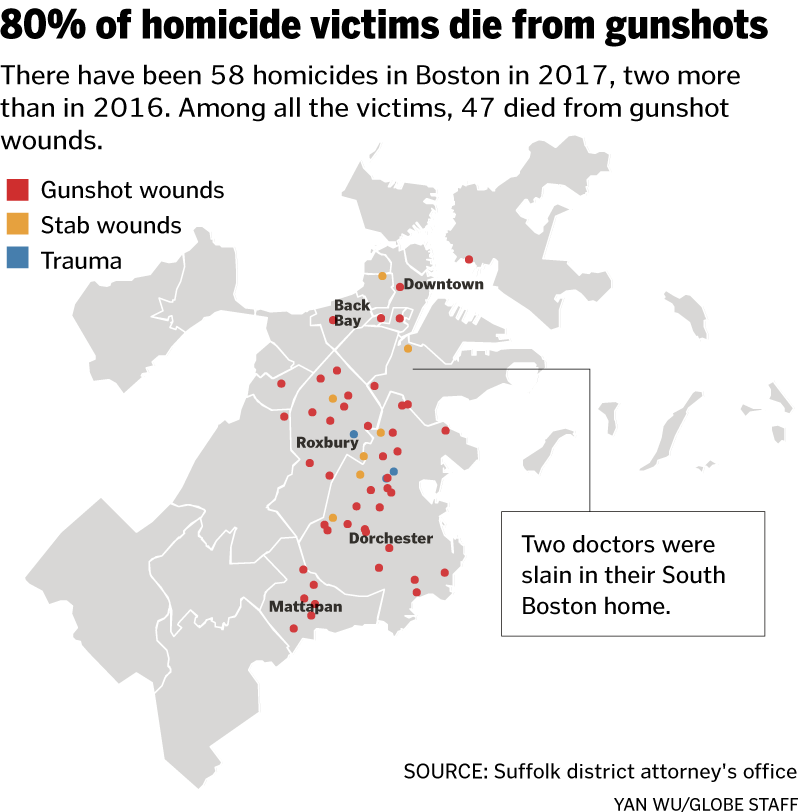 80% of homicide victims die from gunshots
There have been 58 homicides in Boston in 2017, two more
than in 2016. Among all the victims, 47 died from gunshot
wounds.
Gunshot wounds
Stab wounds
Trauma
Downtown
Back
Bay
Roxbury
Dorchester
Mattapan
Two doctors were
slain in their South
Boston home.
SOURCE: Suffolk district attorney's office
YAN WU/GLOBE STAFF